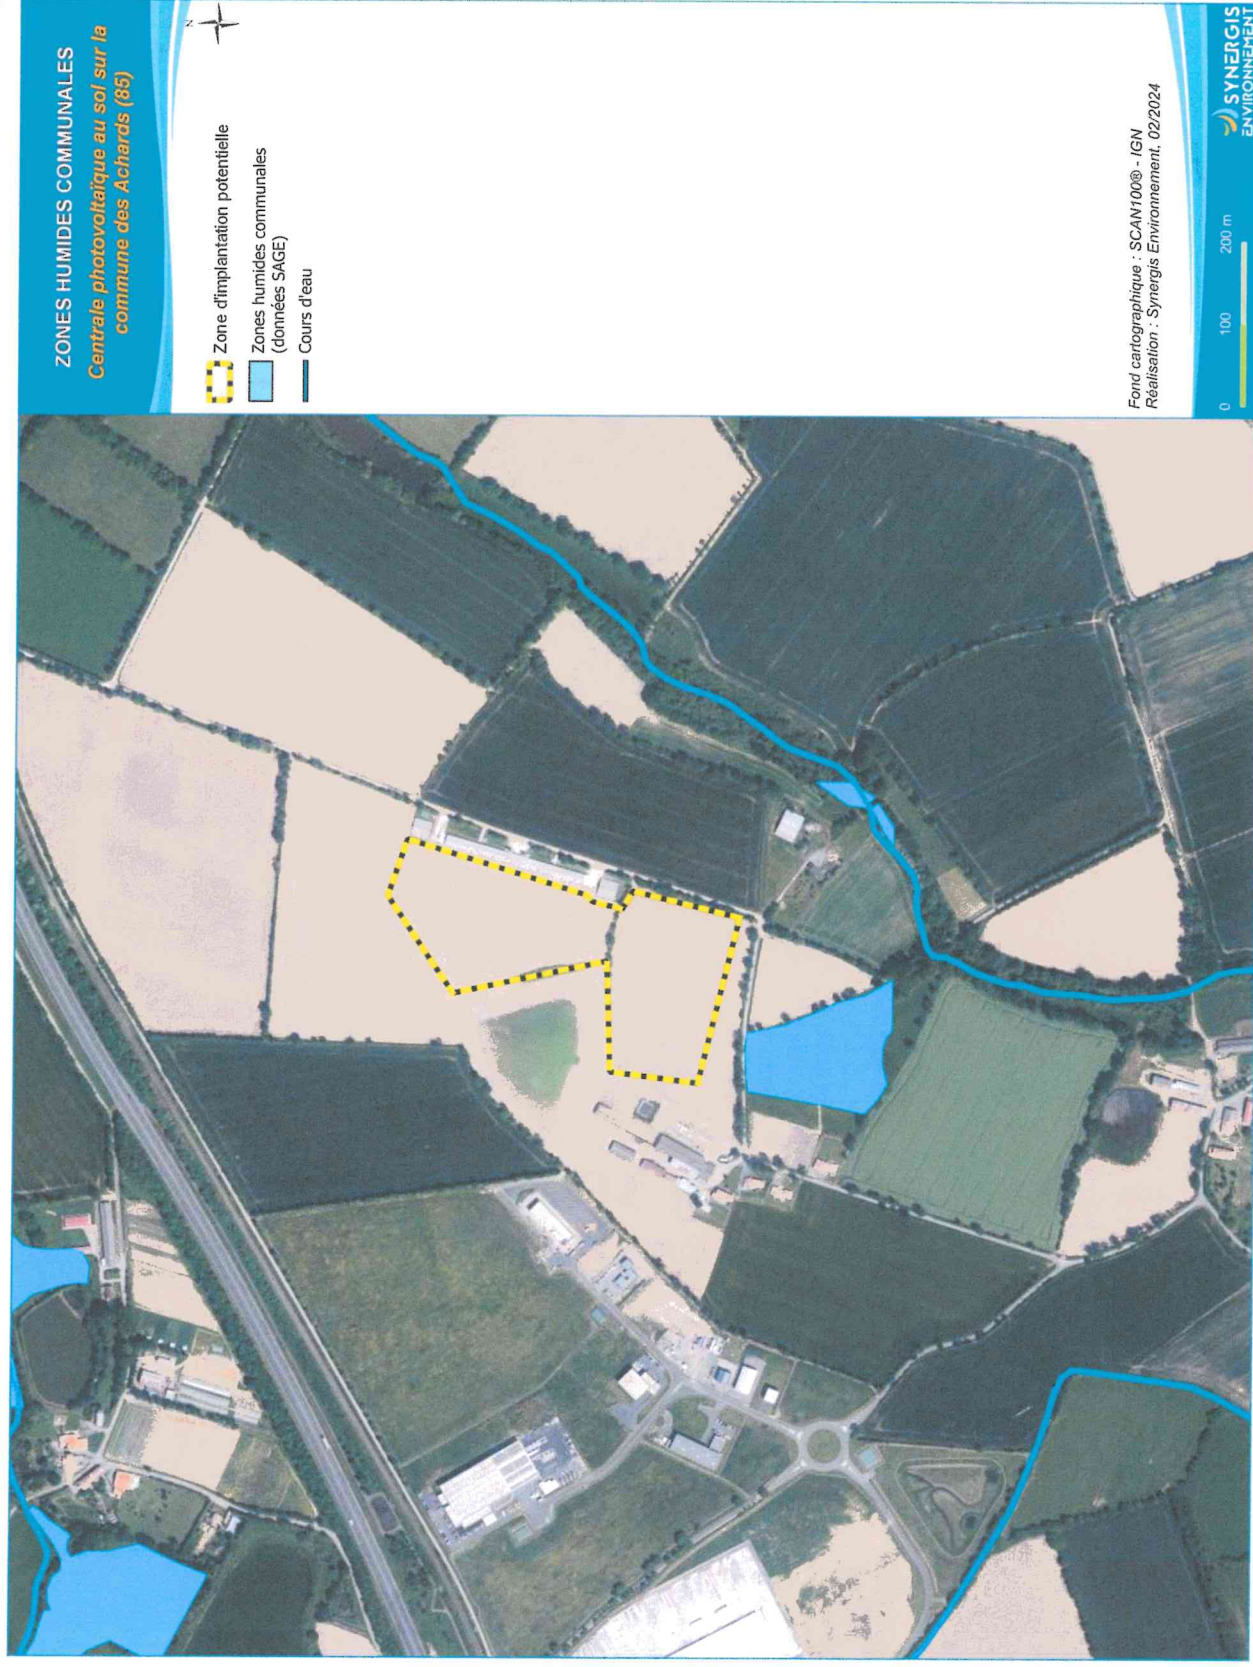 ZONES HUMIDES COMMUNALES
Centrale photovoltaïque au sol sur la
commune des Achards (85)
N
Zone d'implantation potentielle
Zones humides communales
(données SAGE)
Cours d'eau
Fond cartographique : SCAN100® - IGN
Réalisation : Synergis Environnement, 02/2024
0 100 200 m
SYNERGIS
ENVIRONNEMENT